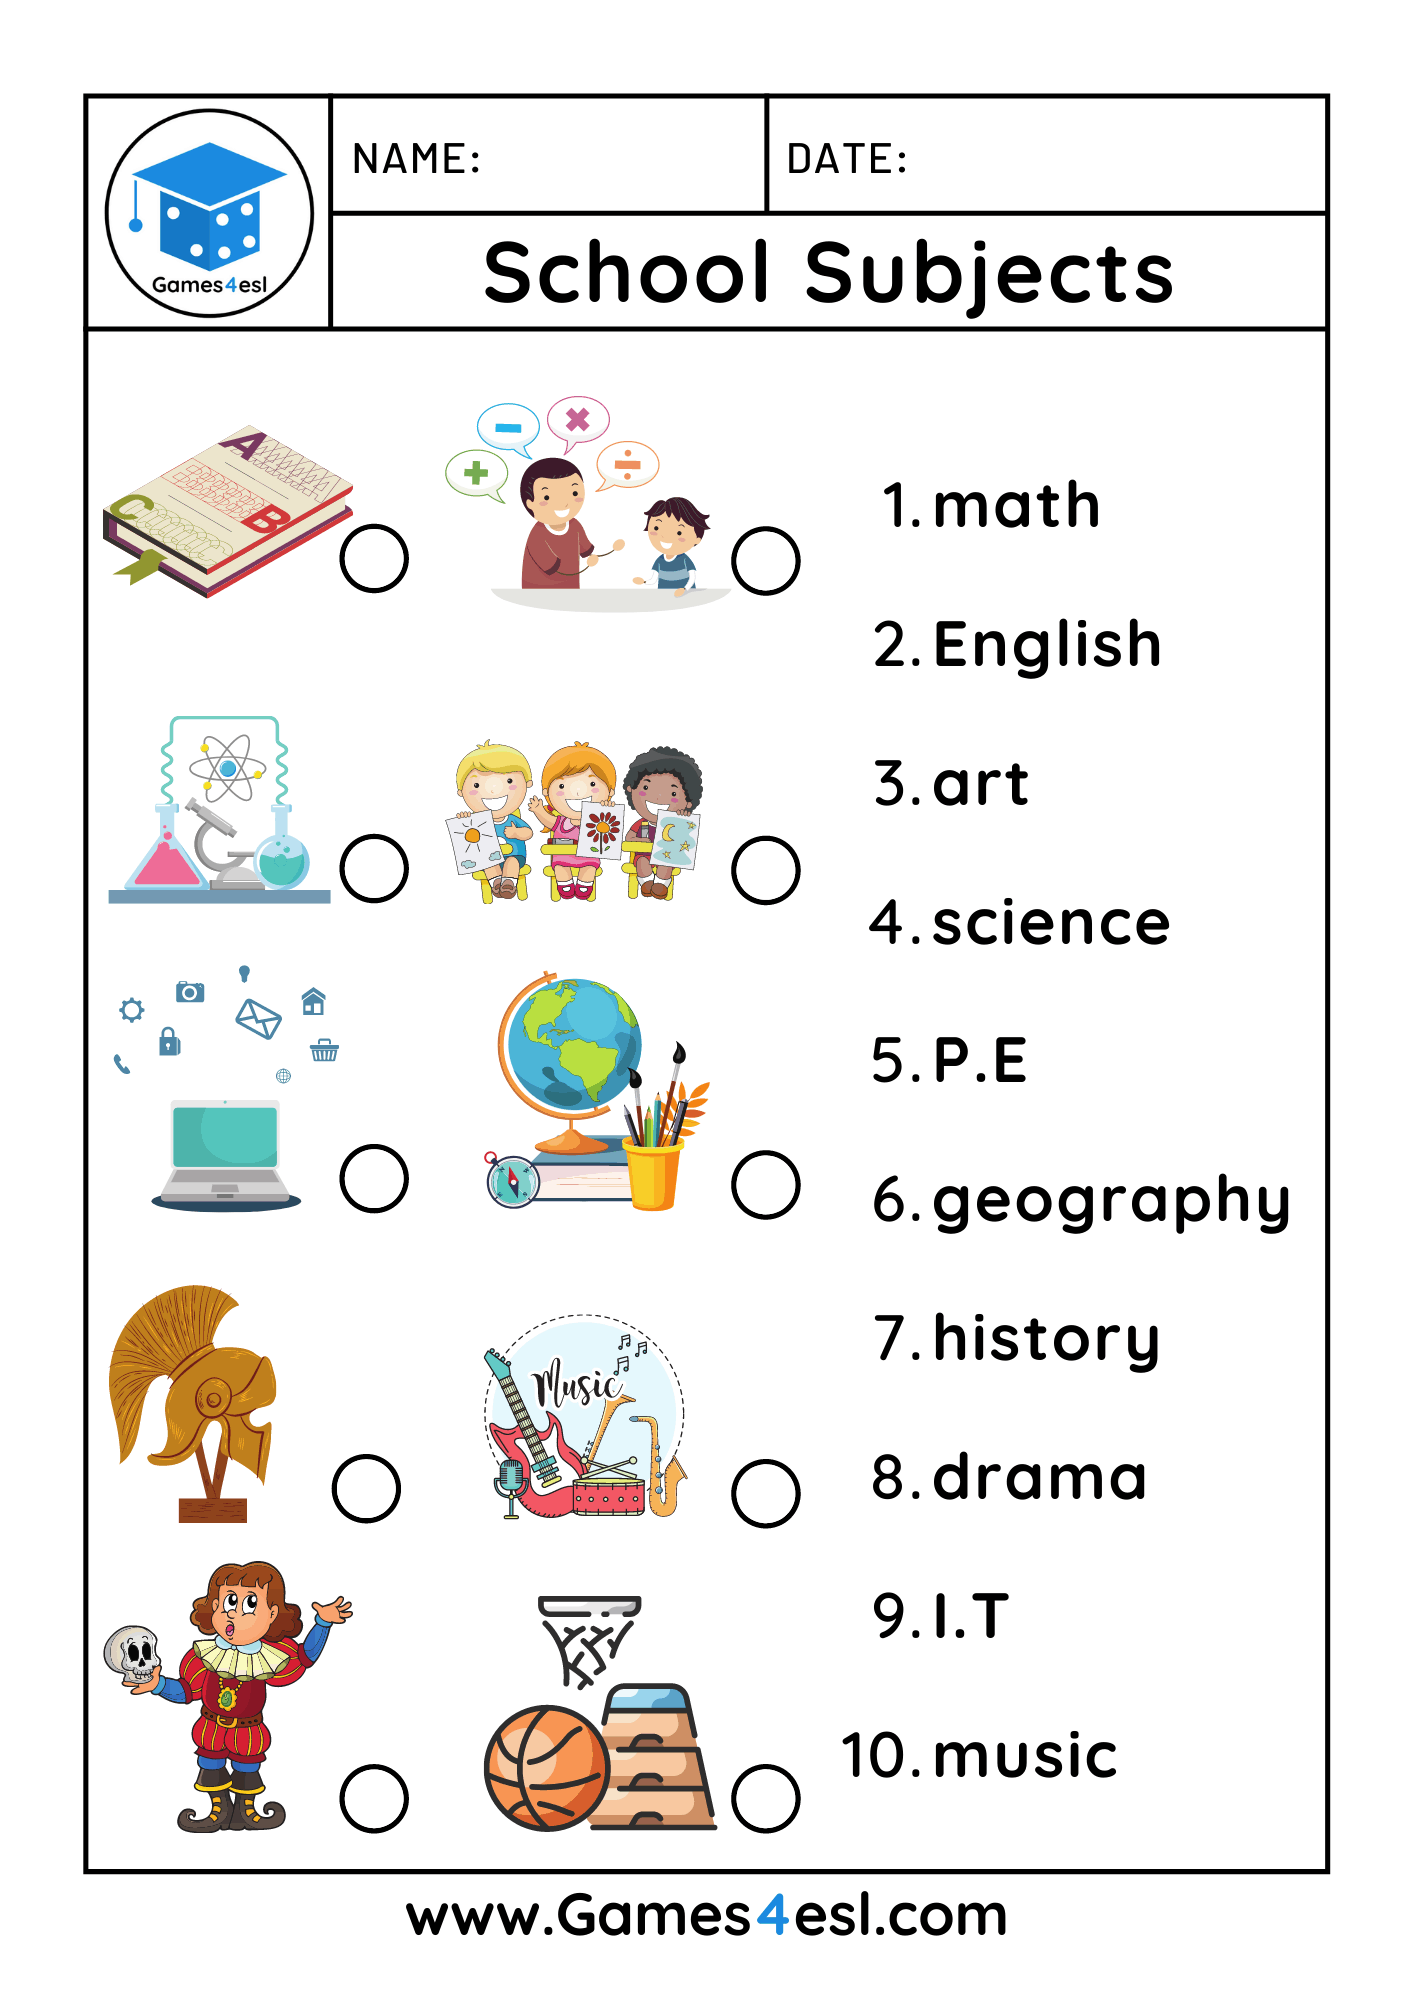 Games4esl
NAME:
DATE:
School Subjects
A
B
C
Music
1. math
2. English
3. art
4. science
5. P.E
6. geography
7. history
8. drama
9. I.T
10. music
www.Games4esl.com